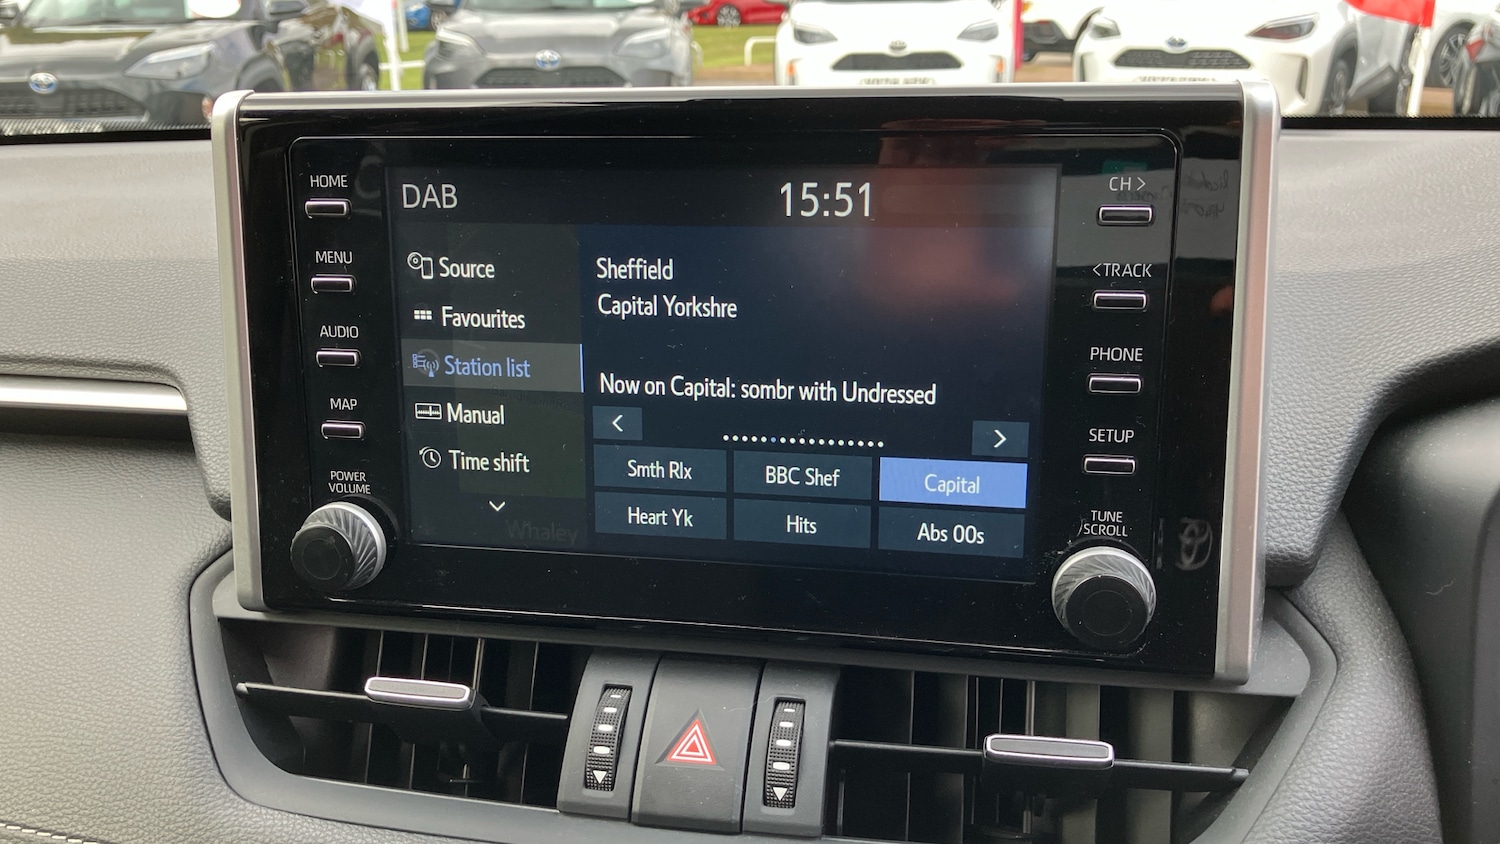 HOME
MENU
AUDIO
MAP
POWER
VOLUME
DAB
15:51
Source
Favourites
Station list
Manual
Time shift
Sheffield
Capital Yorkshre
Now on Capital: sombr with Undressed
<
>
Smth Rlx
BBC Shef
Capital
Heart Yk
Hits
Abs 00s
Whaley
CH >
< TRACK
PHONE
SETUP
TUNE
SCROLL